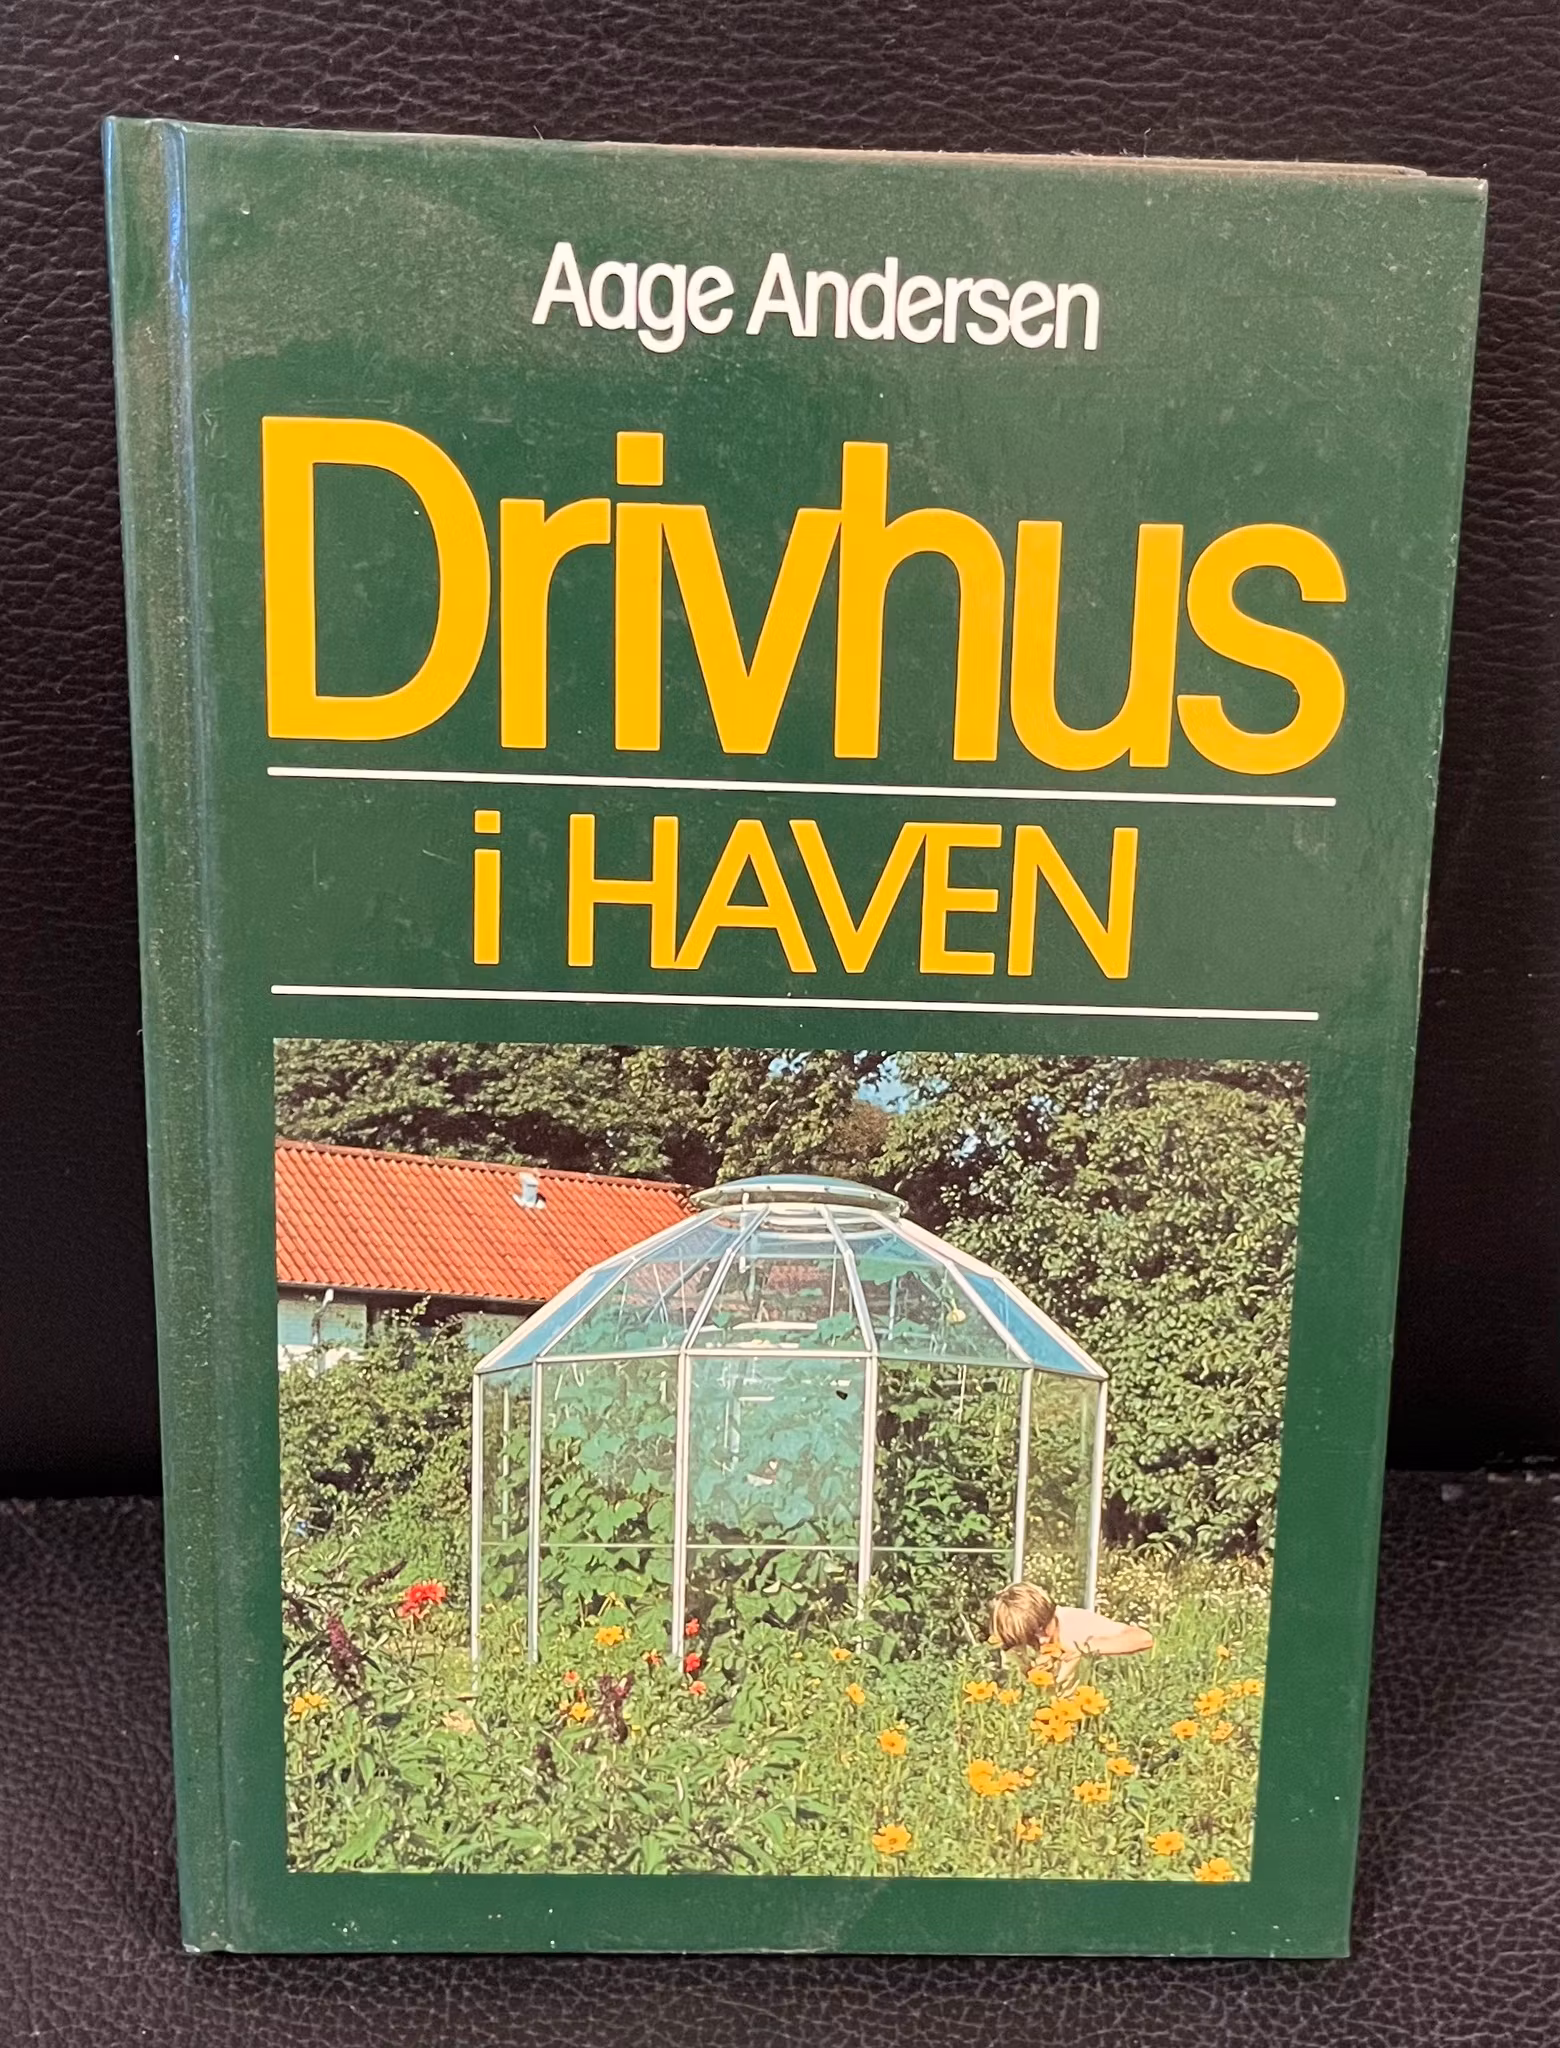 Aage Andersen
Drivhus
i HAVEN